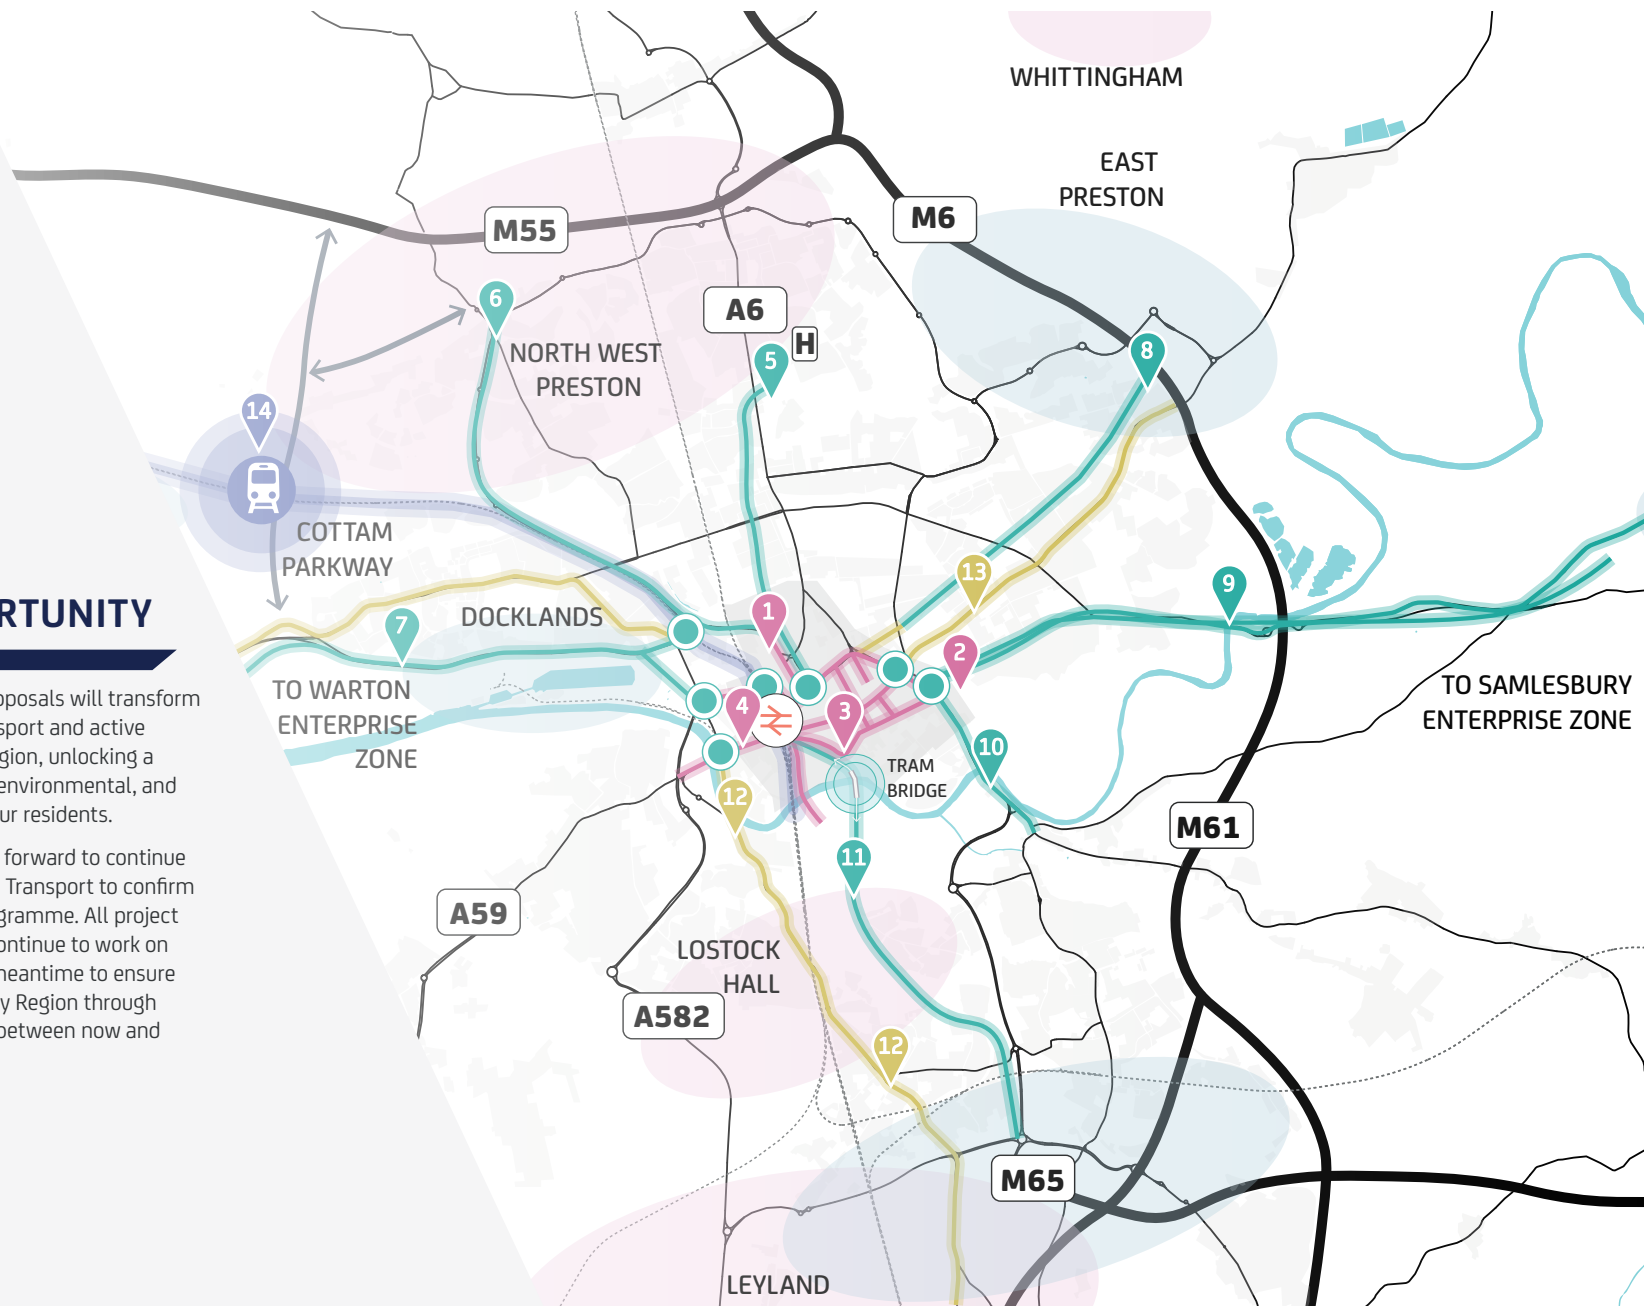 WHITTINGHAM
EAST
PRESTON
M6
M55
A6
H
6
5
8
NORTH WEST
PRESTON
14
COTTAM
PARKWAY
13
9
DOCKLANDS
7
1
2
TO WARTON
ENTERPRISE
ZONE
4
3
TO SAMLESBURY
ENTERPRISE ZONE
10
TRAM
BRIDGE
12
M61
11
A59
LOSTOCK
HALL
A582
12
M65
LEYLAND
RTUNITY
oposals will transform
sport and active
gion, unlocking a
environmental, and
ur residents.
forward to continue
Transport to confirm
gramme. All project
ontinue to work on
neantime to ensure
y Region through
between now and